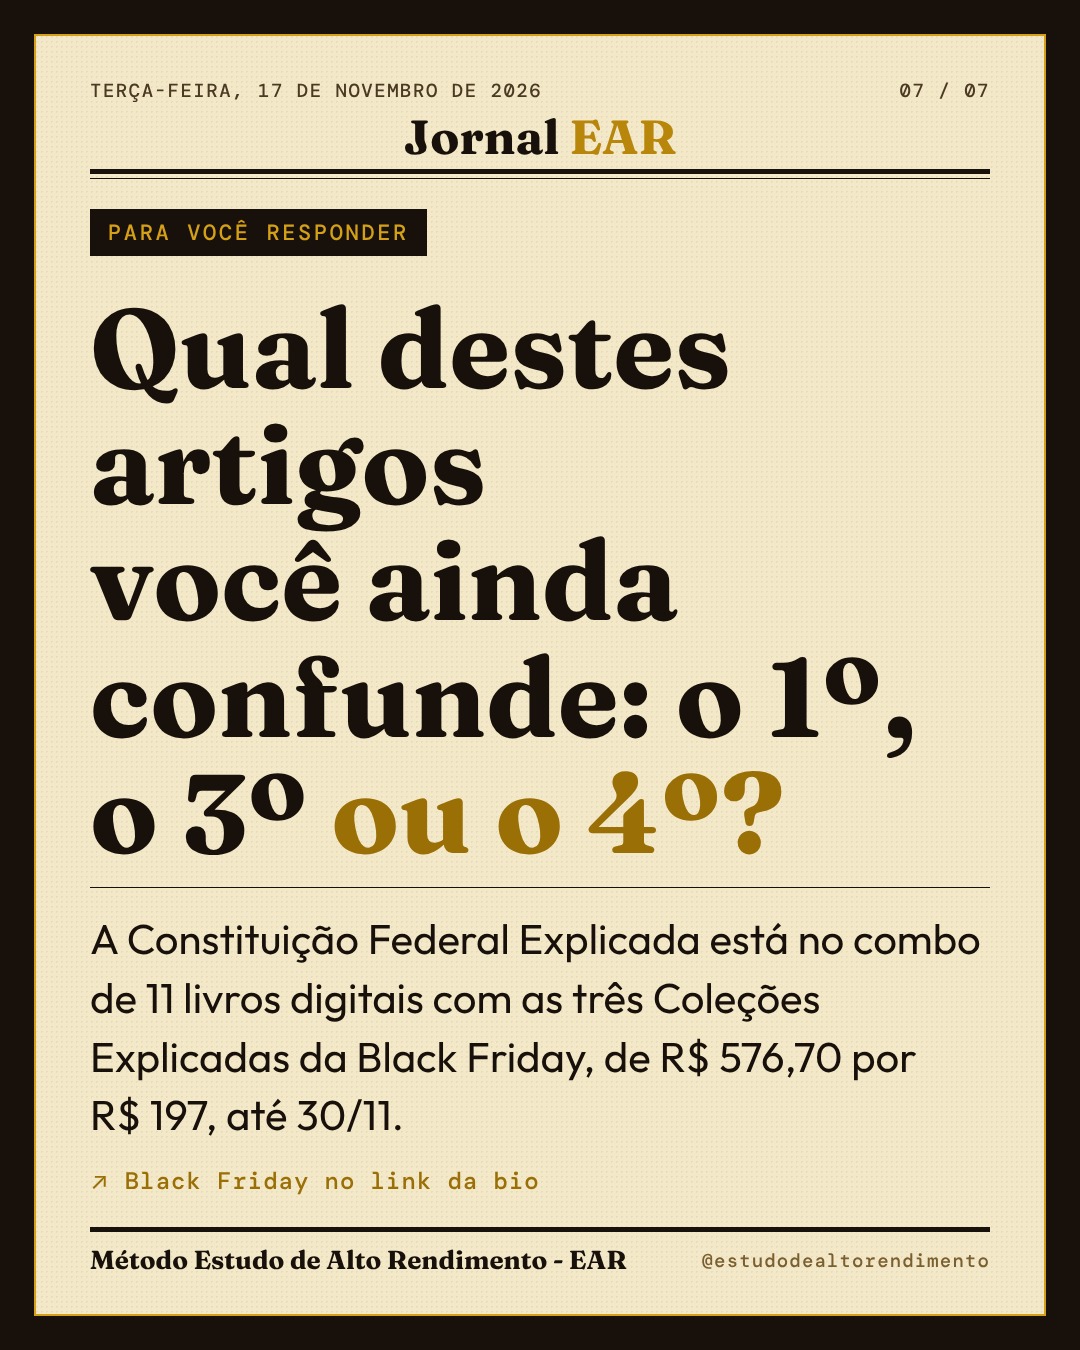 TERÇA-FEIRA, 17 DE NOVEMBRO DE 2026
07 / 07
Jornal EAR
PARA VOCÊ RESPONDER
Qual destes
artigos
você ainda
confunde: o 1º,
o 3º ou o 4º?
A Constituição Federal Explicada está no combo
de 11 livros digitais com as três Coleções
Explicadas da Black Friday, de R$ 576,70 por
R$ 197, até 30/11.
↗ Black Friday no link da bio
Método Estudo de Alto Rendimento - EAR
@estudodealtorendimento